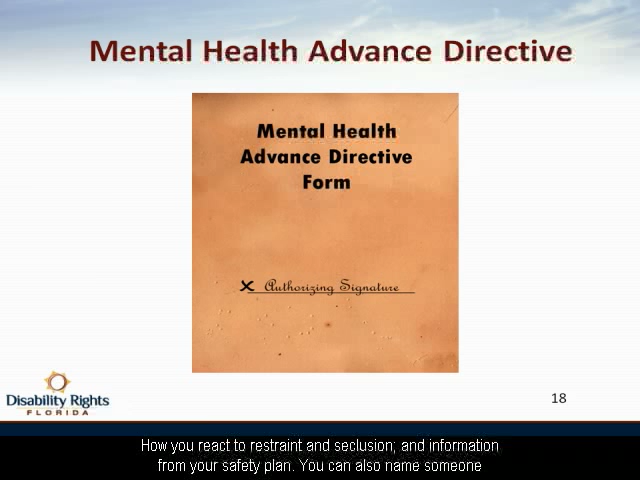 Mental Health Advance Directive
Mental Health
Advance Directive
Form
x Authorizing Signature
Disability Rights
FLORIDA
18
How you react to restraint and seclusion; and information
from your safety plan. You can also name someone